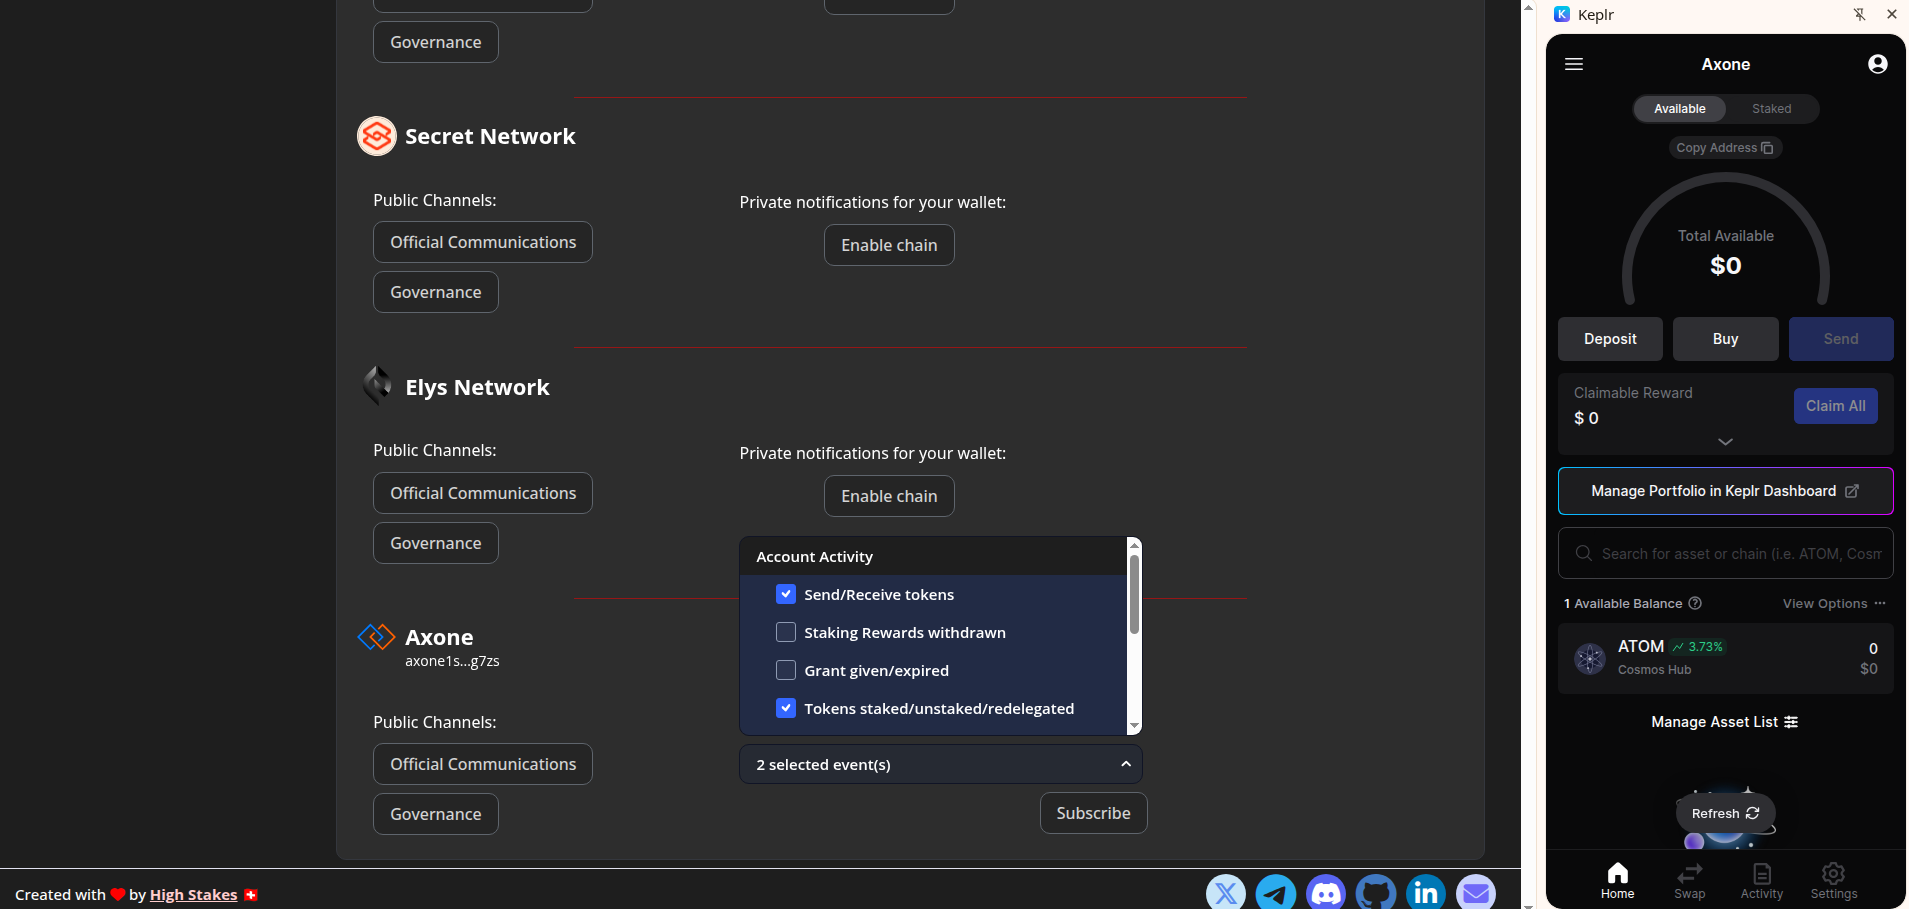 Governance
Secret Network
Public Channels:
Private notifications for your wallet:
Official Communications
Enable chain
Governance
Elys Network
Public Channels:
Private notifications for your wallet:
Official Communications
Enable chain
Governance
Account Activity
Send/Receive tokens
Staking Rewards withdrawn
Grant given/expired
Tokens staked/unstaked/redelegated
Axone
axone1s...g7zs
Public Channels:
Official Communications
2 selected event(s)
Governance
Subscribe
Created with ❤ by High Stakes
Keplr
Axone
Available
Staked
Copy Address
Total Available
$0
Deposit
Buy
Send
Claimable Reward
$ 0
Claim All
Manage Portfolio in Keplr Dashboard
Search for asset or chain (i.e. ATOM, Cosm
1 Available Balance
View Options
ATOM 3.73%
0
Cosmos Hub
$0
Manage Asset List
Refresh
Home
Swap
Activity
Settings